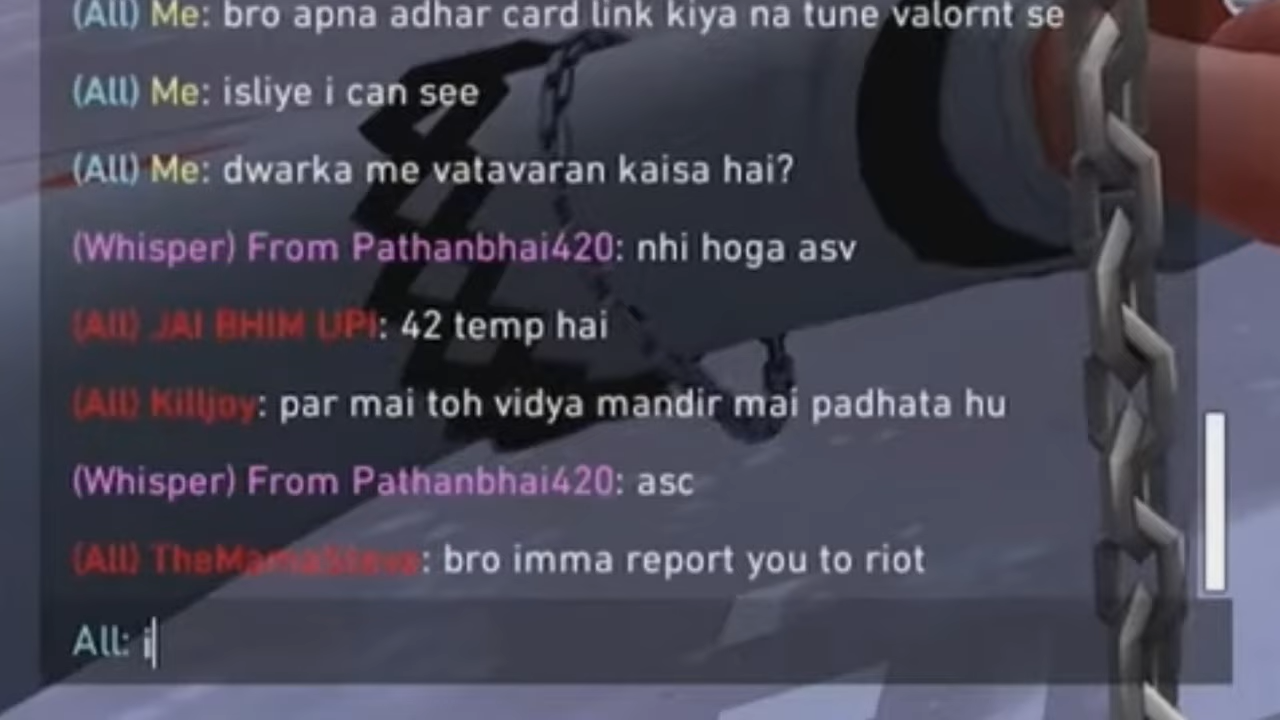 (All) Me: bro apna adhar card link kiya na tune valornt se
(All) Me: isliye i can see
(All) Me: dwarka me vatavaran kaisa hai?
(Whisper) From Pathanbhai420: nhi hoga asv
(All) JAI BHIM UPI: 42 temp hai
(All) Killjoy: par mai toh vidya mandir mai padhata hu
(Whisper) From Pathanbhai420: asc
(All) : bro imma report you to riot
All: i